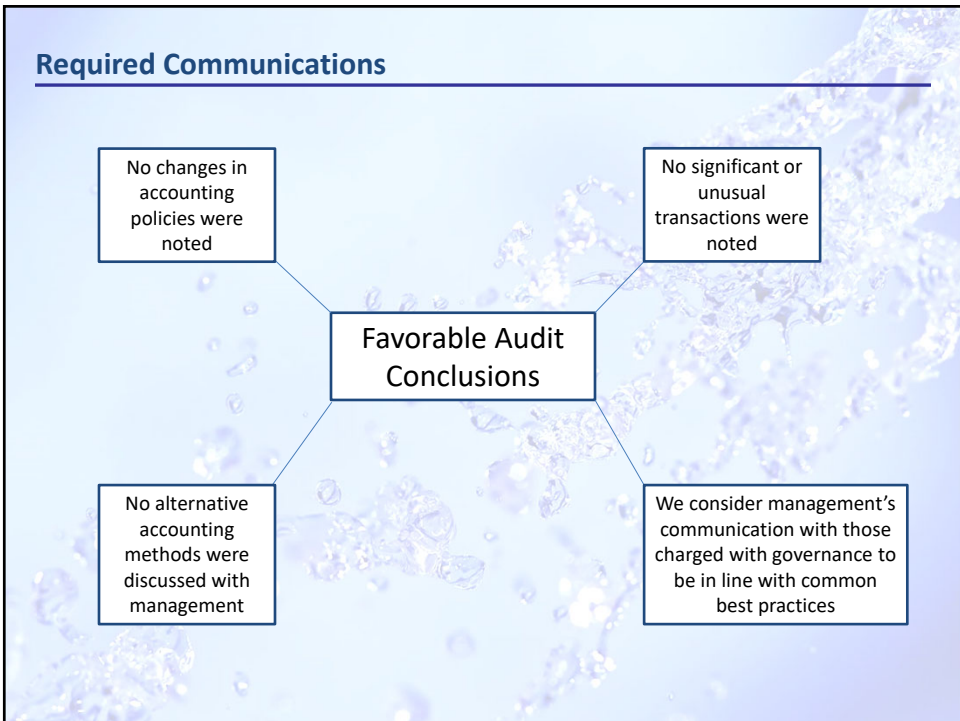 Required Communications
No changes in
accounting
policies were
noted
No significant or
unusual
transactions were
noted
Favorable Audit
Conclusions
No alternative
accounting
methods were
discussed with
management
We consider management’s
communication with those
charged with governance to
be in line with common
best practices